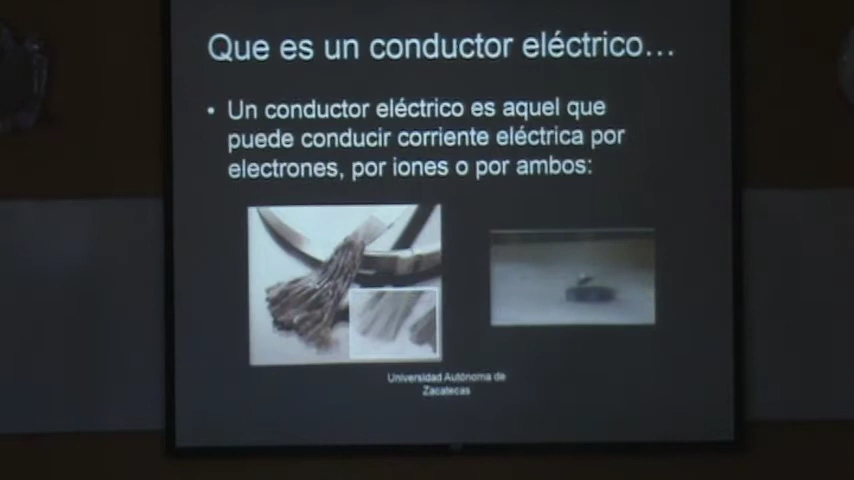 Que es un conductor eléctrico…
• Un conductor eléctrico es aquel que
puede conducir corriente eléctrica por
electrones, por iones o por ambos:
Universidad Autónoma de
Zacatecas